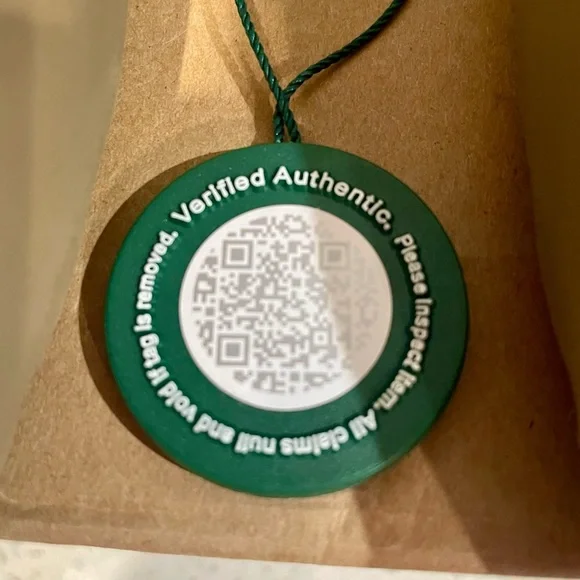 Verified Authentic. Please inspect item. All claims null and void if tag is removed.